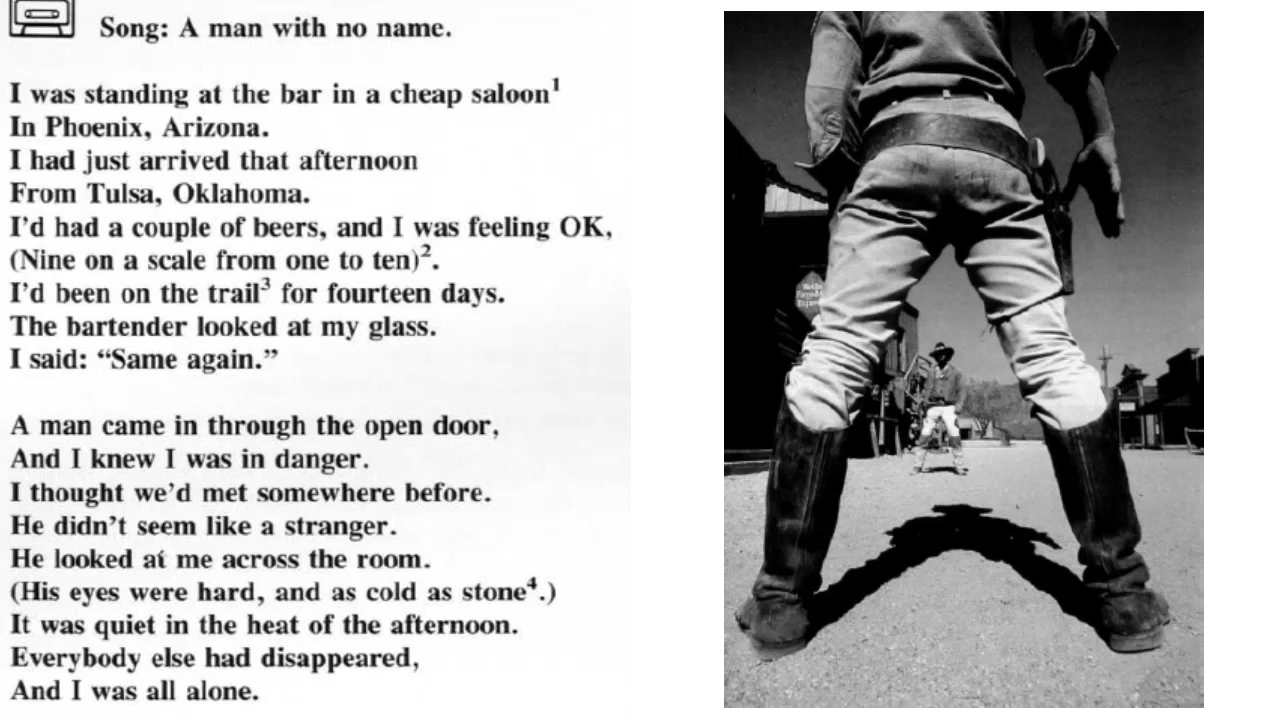 Song: A man with no name.
I was standing at the bar in a cheap saloon¹
In Phoenix, Arizona.
I had just arrived that afternoon
From Tulsa, Oklahoma.
I'd had a couple of beers, and I was feeling OK,
(Nine on a scale from one to ten)².
I'd been on the trail³ for fourteen days.
The bartender looked at my glass.
I said: “Same again.”
A man came in through the open door,
And I knew I was in danger.
I thought we'd met somewhere before.
He didn't seem like a stranger.
He looked at me across the room.
(His eyes were hard, and as cold as stone⁴.)
It was quiet in the heat of the afternoon.
Everybody else had disappeared,
And I was all alone.
Wells
Fargo &
Express